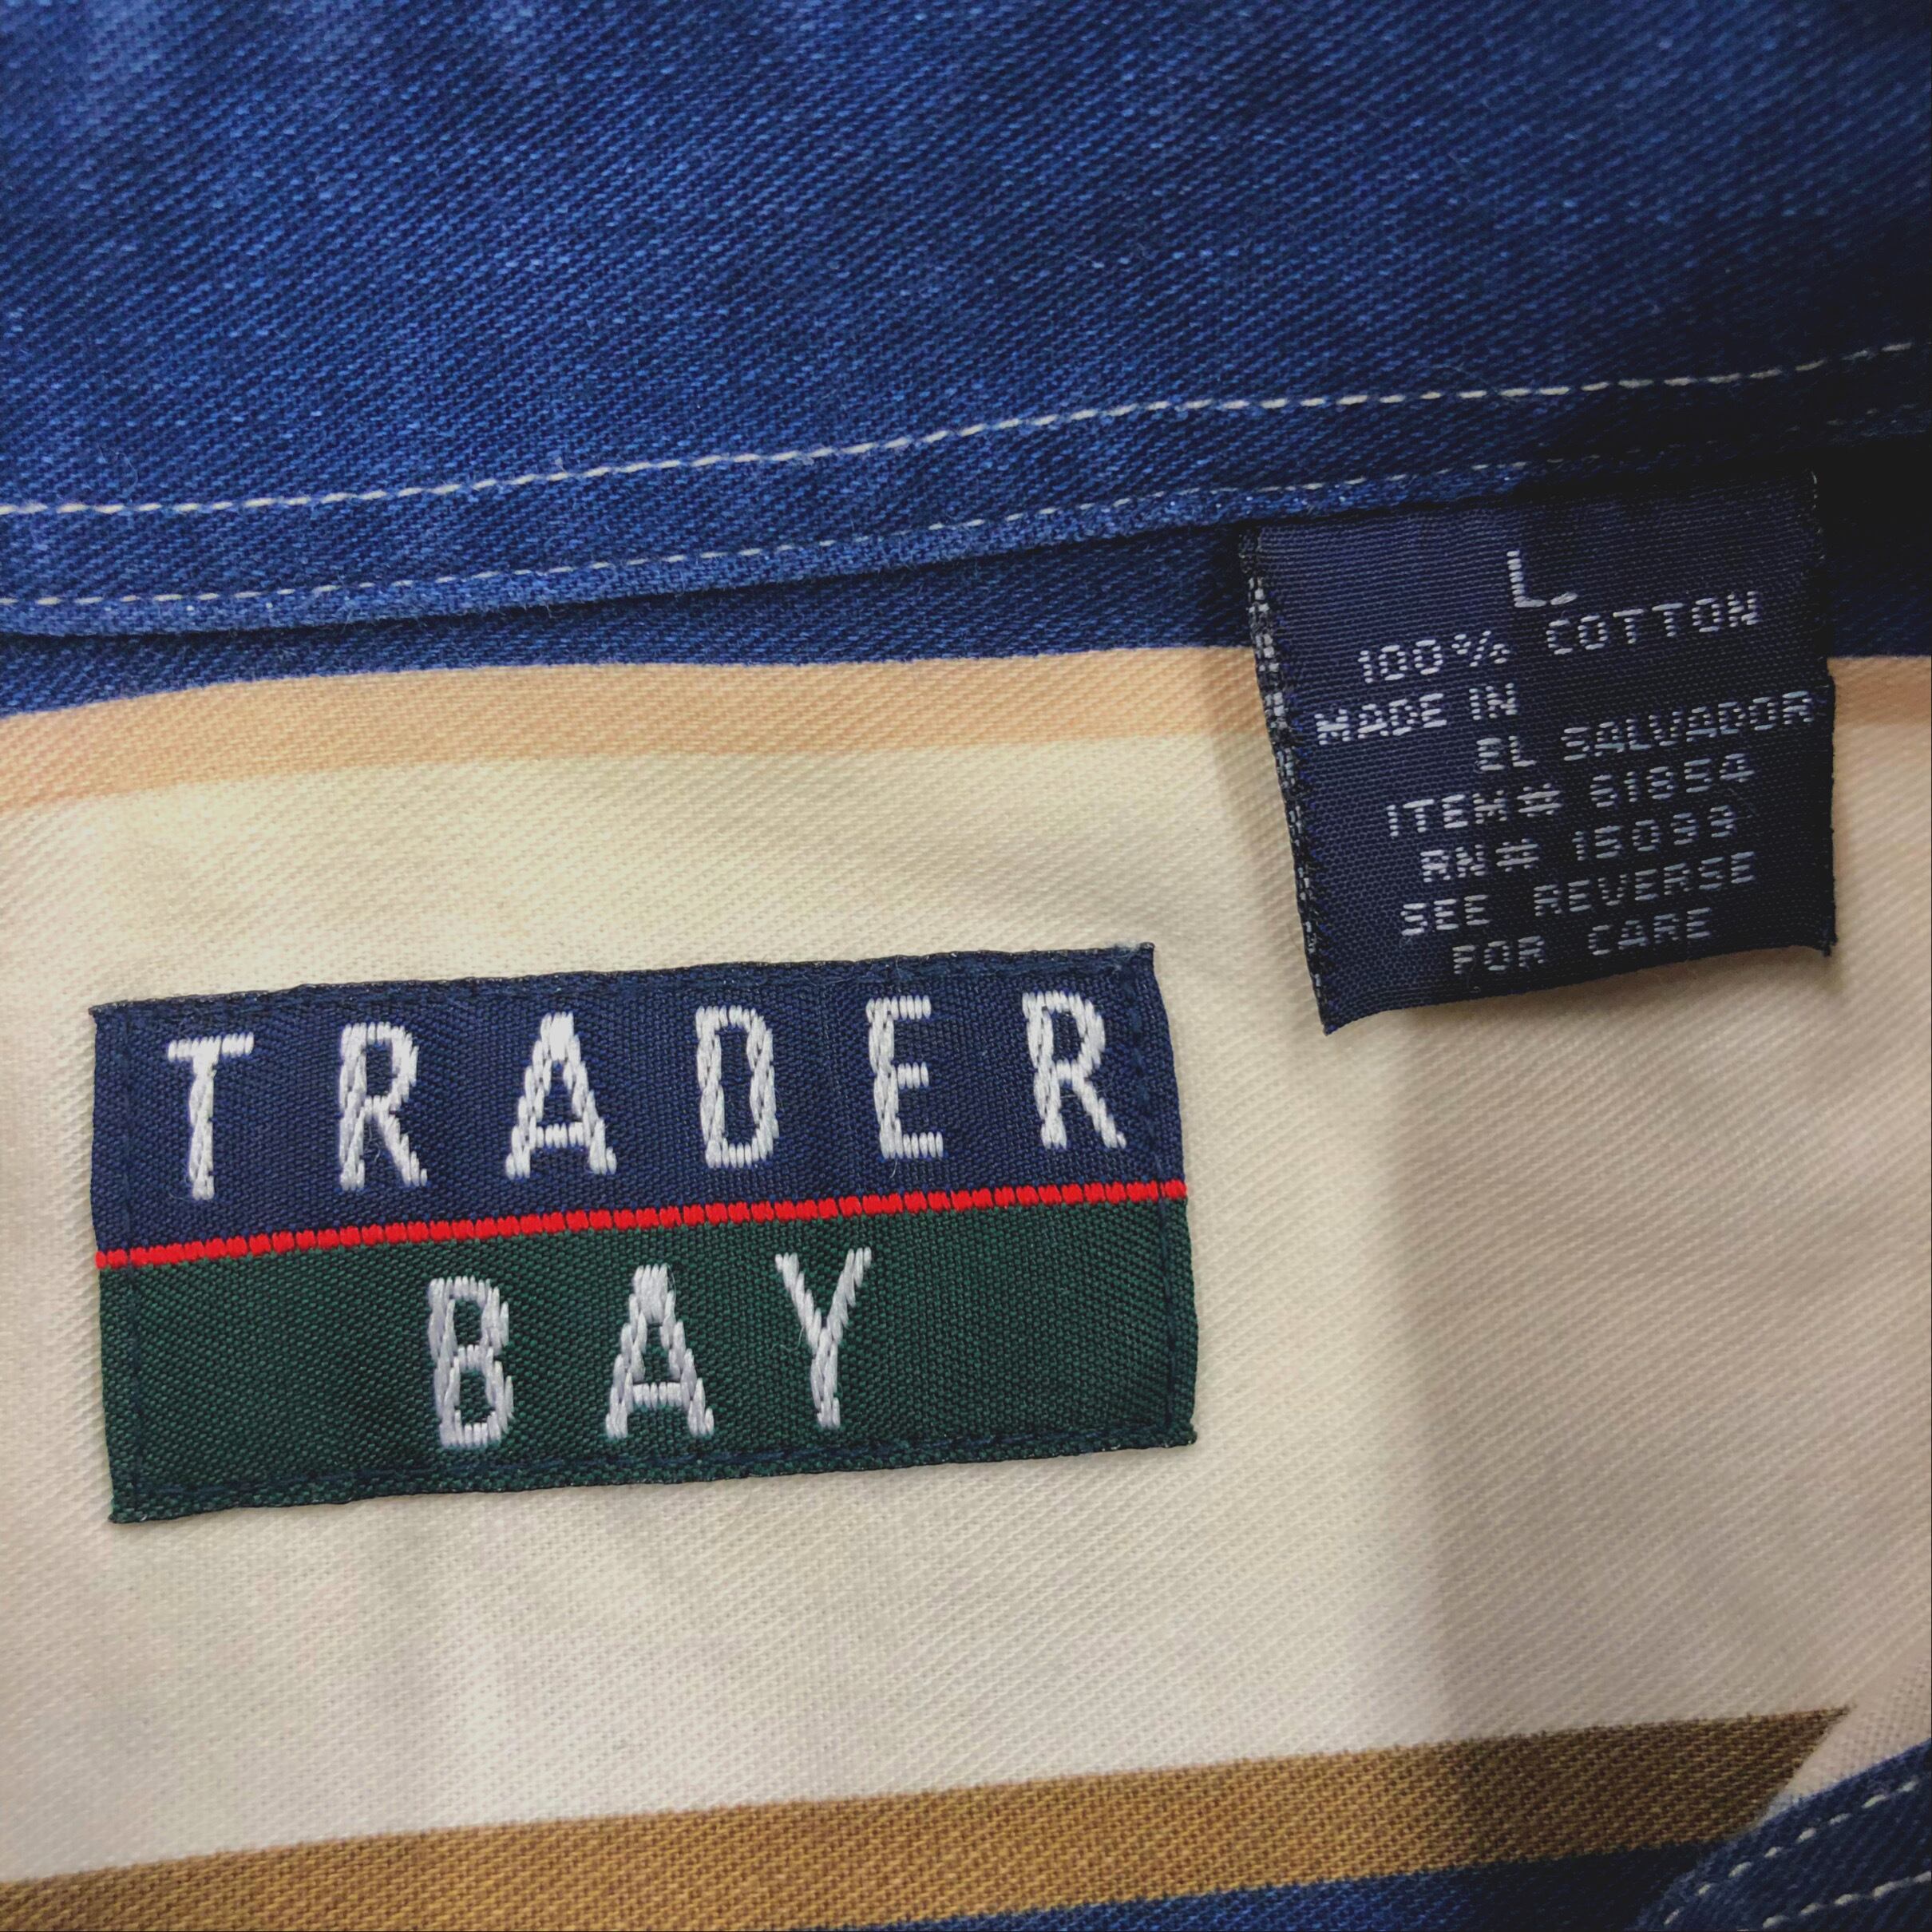 L.
100% COTTON
MADE IN
EL SALVADOR
ITEM# 61854
RN# 15099
SEE REVERSE
FOR CARE
TRADER
BAY